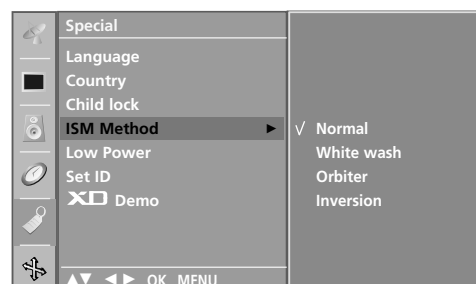 Special
Language
Country
Child lock
ISM Method ► √ Normal
Low Power White wash
Set ID Orbiter
XD Demo Inversion
▲▼ ◄► OK MENU